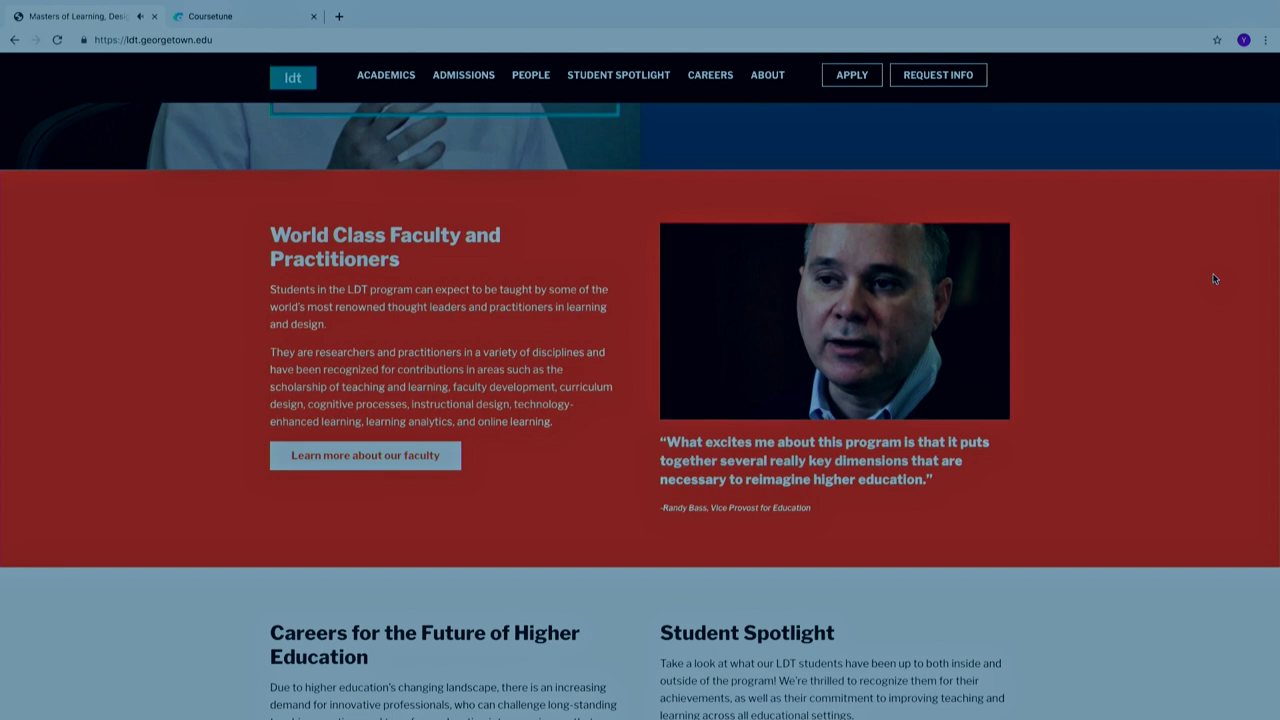 Masters of Learning, Desi
Coursetune
https://ldt.georgetown.edu
Y
ldt
ACADEMICS
ADMISSIONS
PEOPLE
STUDENT SPOTLIGHT
CAREERS
ABOUT
APPLY
REQUEST INFO
World Class Faculty and
Practitioners
Students in the LDT program can expect to be taught by some of the
world's most renowned thought leaders and practitioners in learning
and design.
They are researchers and practitioners in a variety of disciplines and
have been recognized for contributions in areas such as the
scholarship of teaching and learning, faculty development, curriculum
design, cognitive processes, instructional design, technology-
enhanced learning, learning analytics, and online learning.
Learn more about our faculty
“What excites me about this program is that it puts
together several really key dimensions that are
necessary to reimagine higher education.”
-Randy Bass, Vice Provost for Education
Careers for the Future of Higher
Education
Due to higher education's changing landscape, there is an increasing
demand for innovative professionals, who can challenge long-standing
Student Spotlight
Take a look at what our LDT students have been up to both inside and
outside of the program! We're thrilled to recognize them for their
achievements, as well as their commitment to improving teaching and
learning across all educational settings.